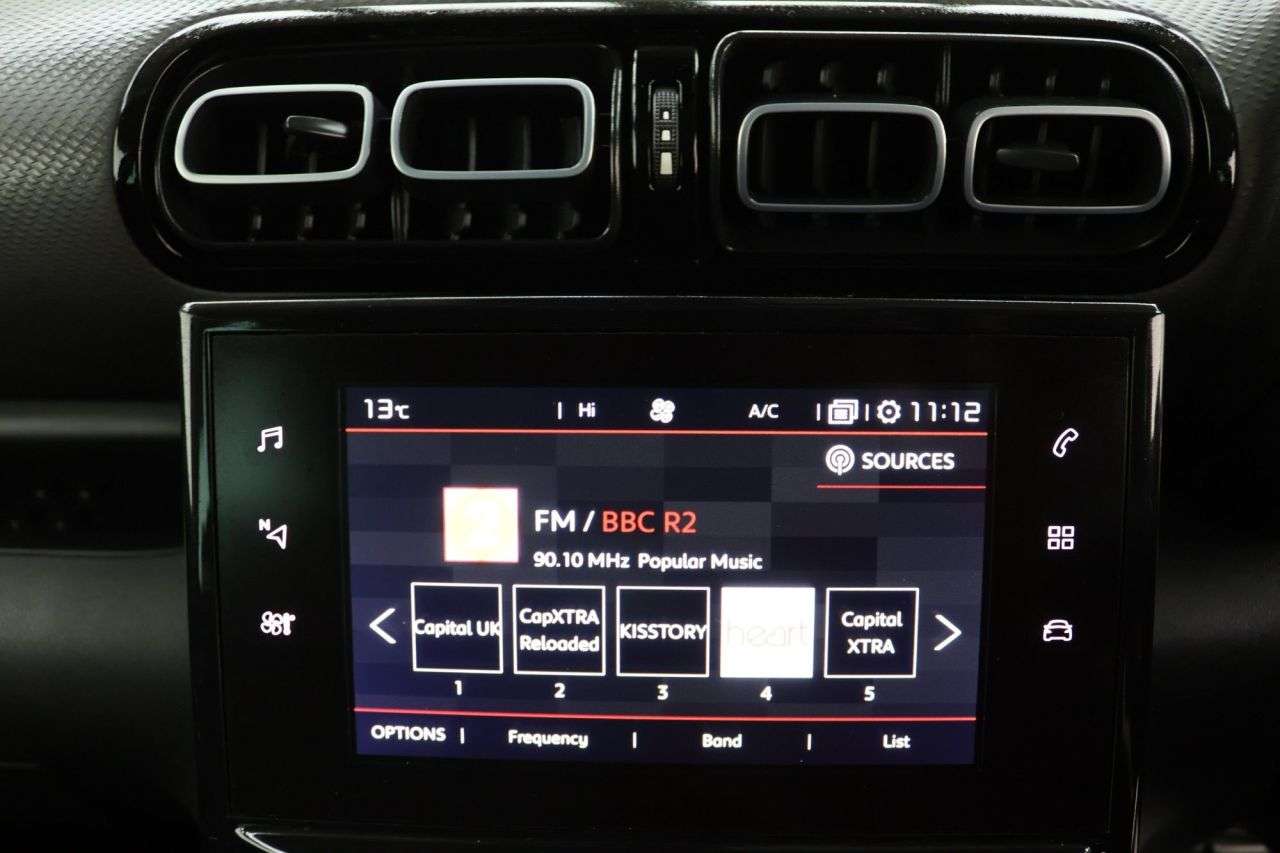 13°C | Hi A/C | | 11:12
SOURCES
2
FM / BBC R2
90.10 MHz Popular Music
Capital UK
CapXTRA
Reloaded
KISSTORY
heart
Capital
XTRA
1 2 3 4 5
N
OPTIONS | Frequency | Band | List